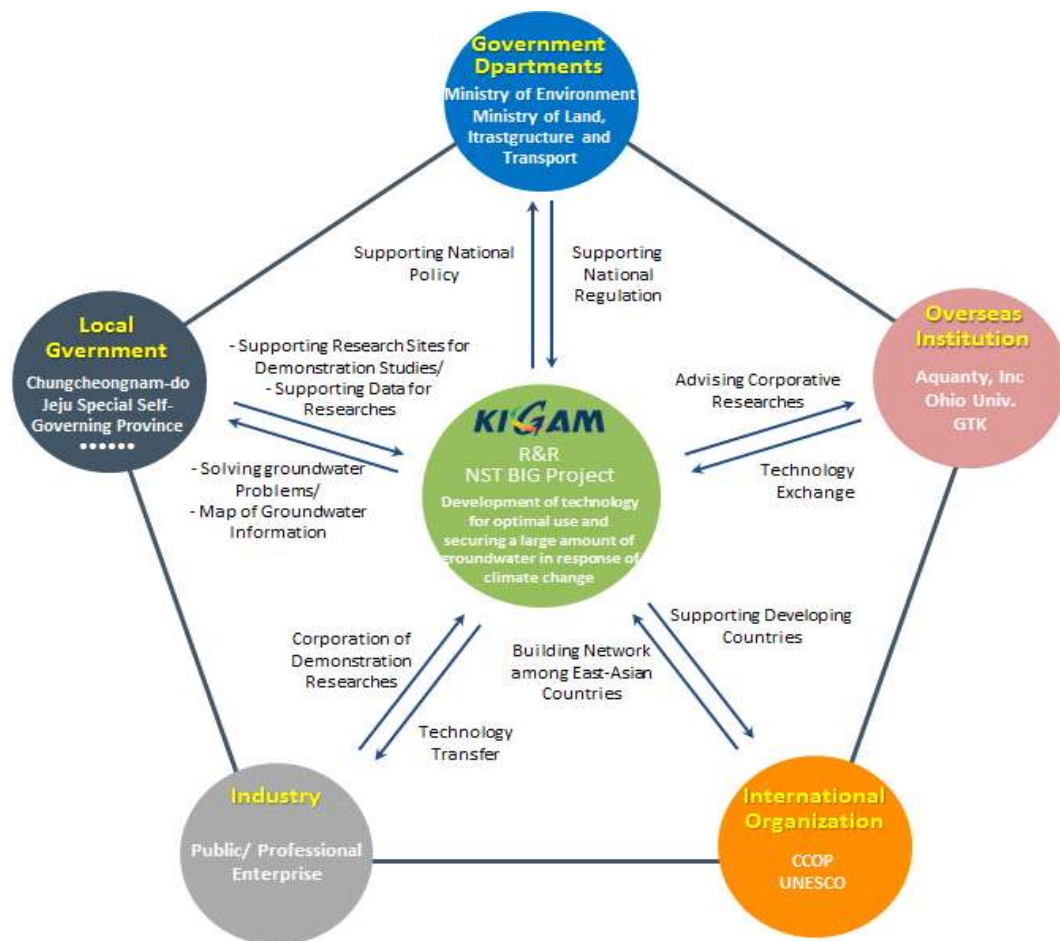 Government
Dpartments
Ministry of Environment
Ministry of Land,
Itrastgructure and
Transport
Supporting National
Policy
Supporting
National
Regulation
Local
Gvernment
Chungcheongnam-do
Jeju Special Self-
Governing Province
••••••
- Supporting Research Sites for
Demonstration Studies/
- Supporting Data for
Researches
- Solving groundwater
Problems/
- Map of Groundwater
Information
KIGAM
R&R
NST BIG Project
Development of technology
for optimal use and
securing a large amount of
groundwater in response of
climate change
Advising Corporative
Researches
Technology
Exchange
Overseas
Institution
Aquanty, Inc
Ohio Univ.
GTK
Corporation of
Demonstration
Researches
Technology
Transfer
Building Network
among East-Asian
Countries
Supporting Developing
Countries
Industry
Public/ Professional
Enterprise
International
Organization
CCOP
UNESCO